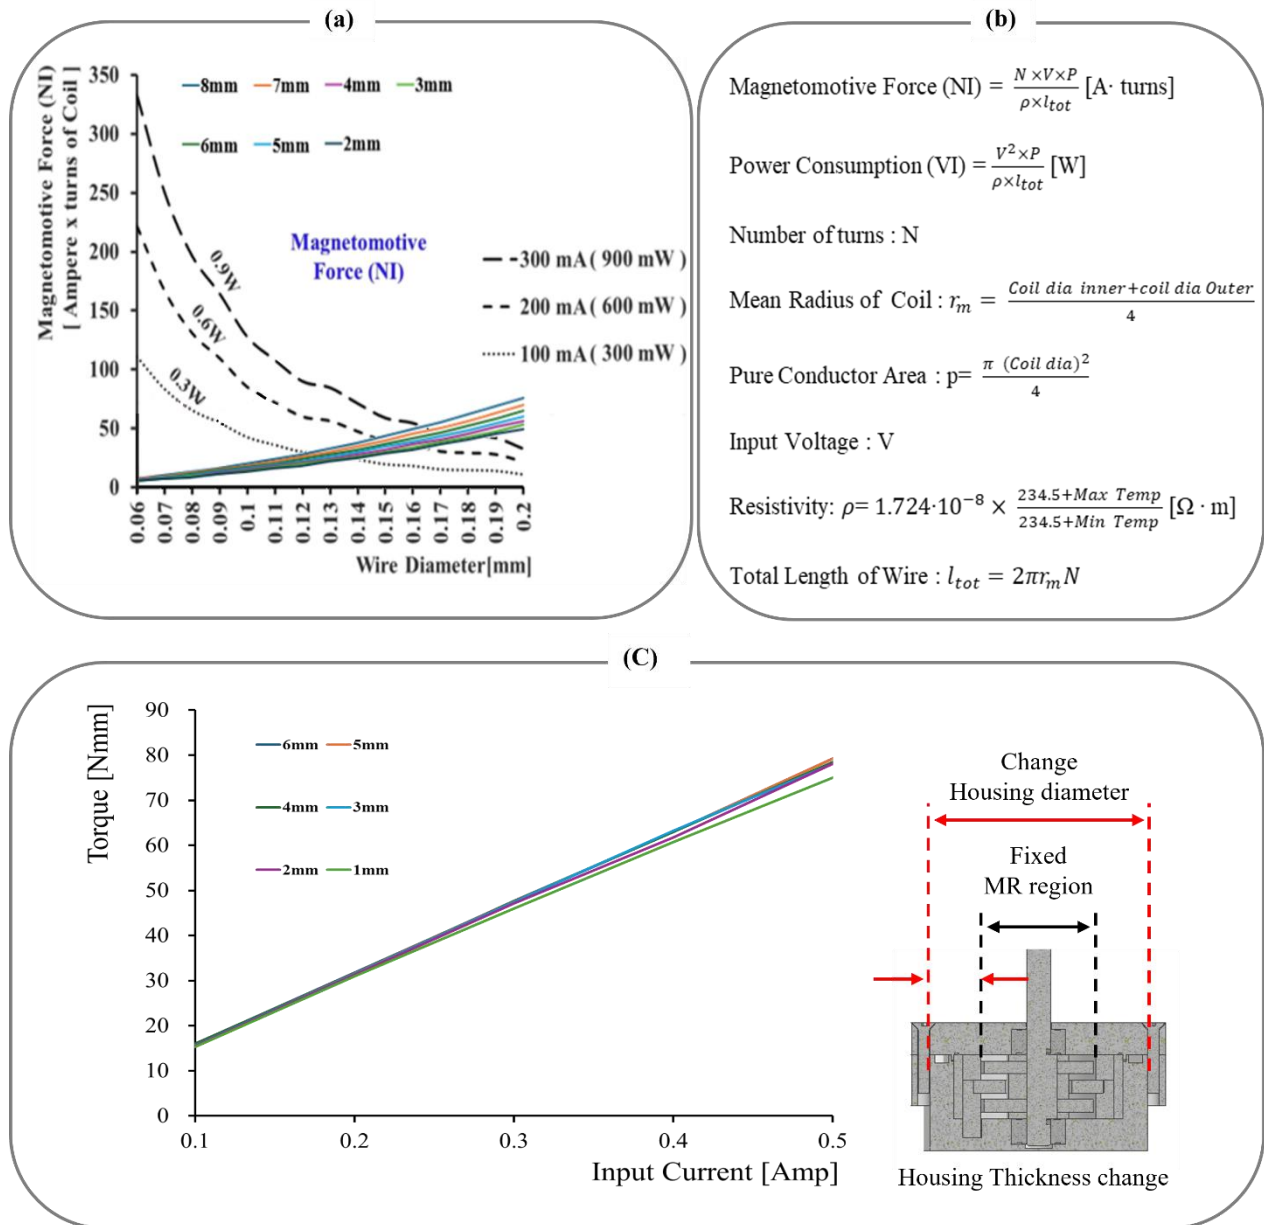 (a)
Magnetomotive Force (NI)
[ Ampere x turns of Coil ]
350
300
250
200
150
100
50
0
8mm 7mm 4mm 3mm
6mm 5mm 2mm
Magnetomotive
Force (NI)
0.9W
0.6W
0.3W
300 mA ( 900 mW )
200 mA ( 600 mW )
100 mA ( 300 mW )
0.06 0.07 0.08 0.09 0.1 0.11 0.12 0.13 0.14 0.15 0.16 0.17 0.18 0.19 0.2
Wire Diameter[mm]
(b)
Magnetomotive Force (NI) = N ×V×P / ρ×l_tot [A· turns]
Power Consumption (VI) = V² ×P / ρ×l_tot [W]
Number of turns : N
Mean Radius of Coil : r_m = Coil dia inner+coil dia Outer / 4
Pure Conductor Area : p= π (Coil dia)² / 4
Input Voltage : V
Resistivity: ρ= 1.724·10⁻⁸ × 234.5+Max Temp / 234.5+Min Temp [Ω · m]
Total Length of Wire : l_tot = 2πr_mN
(C)
Torque [Nmm]
90
80
70
60
50
40
30
20
10
0
6mm 5mm
4mm 3mm
2mm 1mm
0.1 0.2 0.3 0.4 0.5
Input Current [Amp]
Change
Housing diameter
Fixed
MR region
Housing Thickness change